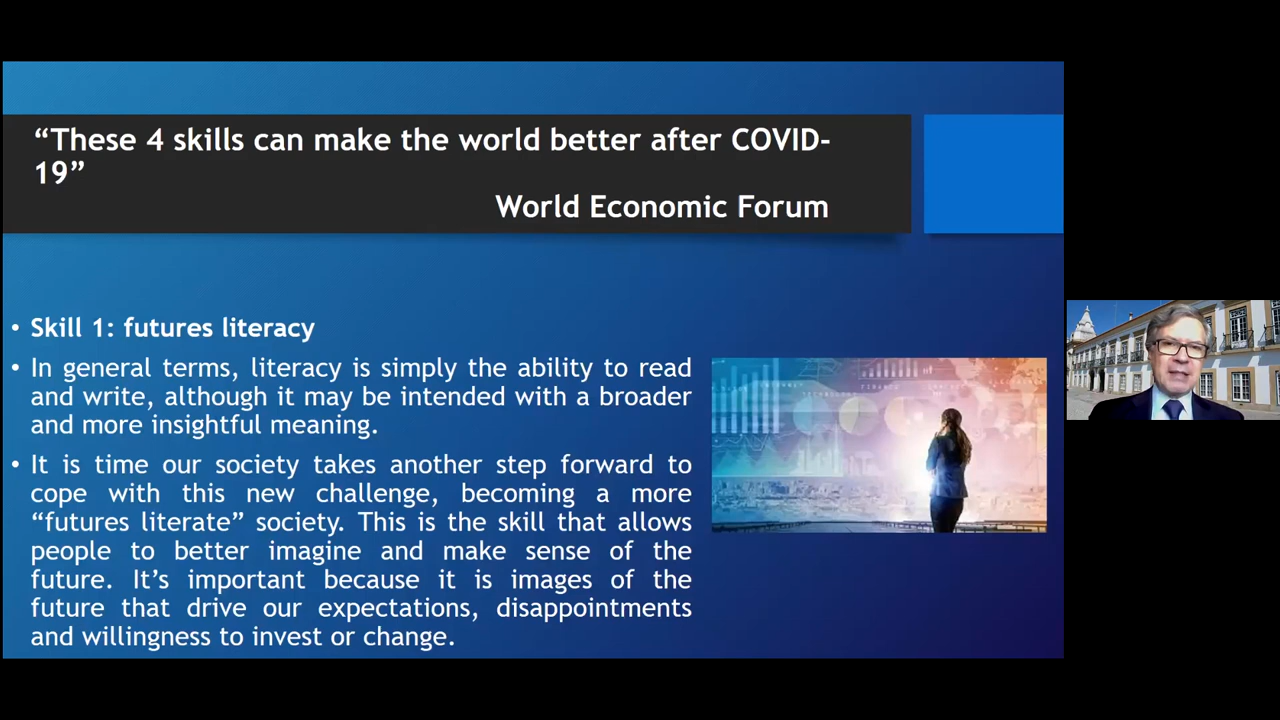 “These 4 skills can make the world better after COVID-
19”
World Economic Forum
• Skill 1: futures literacy
• In general terms, literacy is simply the ability to read
and write, although it may be intended with a broader
and more insightful meaning.
• It is time our society takes another step forward to
cope with this new challenge, becoming a more
“futures literate” society. This is the skill that allows
people to better imagine and make sense of the
future. It’s important because it is images of the
future that drive our expectations, disappointments
and willingness to invest or change.
FINANCE